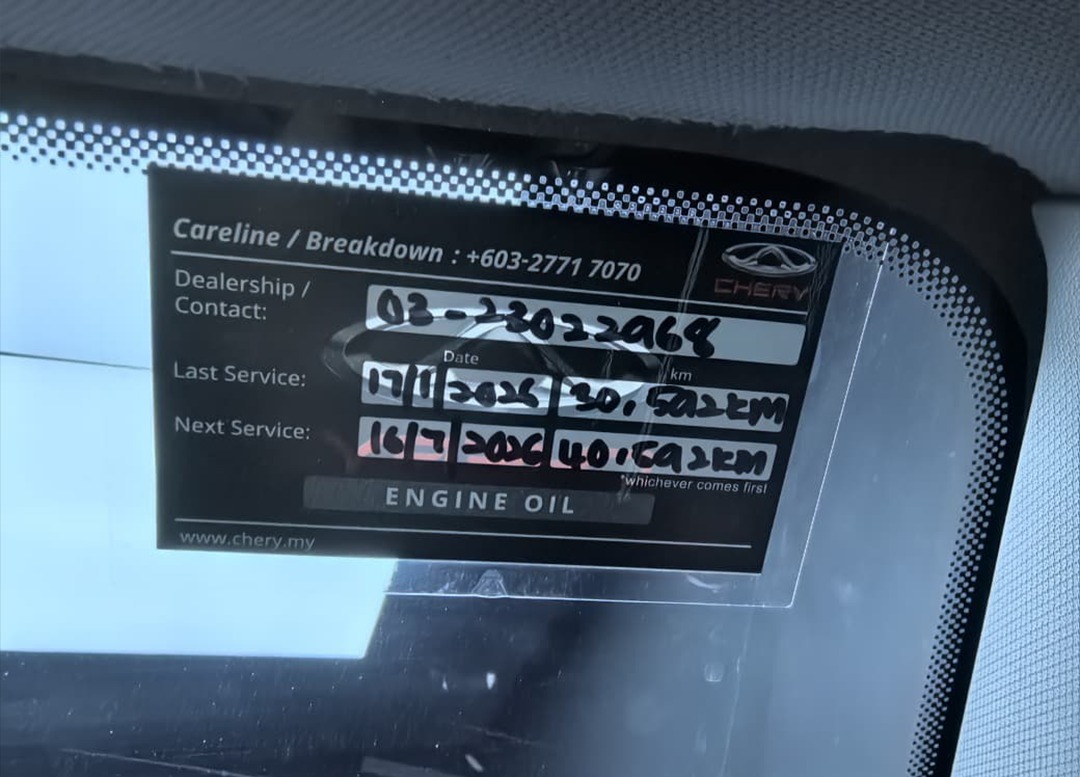 Careline / Breakdown : +603-2771 7070
CHERY
Dealership /
Contact: 03-23022968
Date km
Last Service: 17/1/2026 30,592km
Next Service: 16/7/2026 40,592km
*whichever comes first
ENGINE OIL
www.chery.my